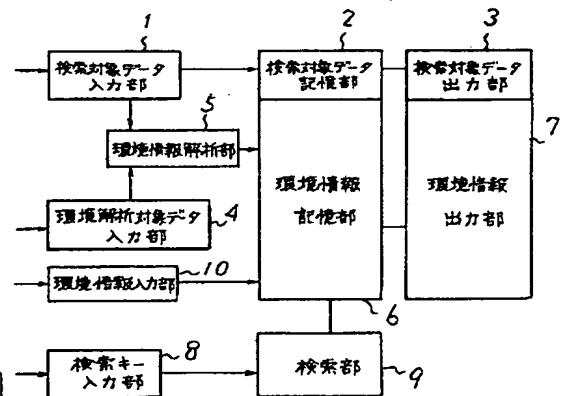 1
2
3
検索対象データ
入力部
検索対象データ
記憶部
検索対象データ
出力部
5
環境情報解析部
7
環境情報
記憶部
環境情報
出力部
環境解析対象データ
入力部
4
10
環境情報入力部
6
検索キー
入力部
8
検索部
9